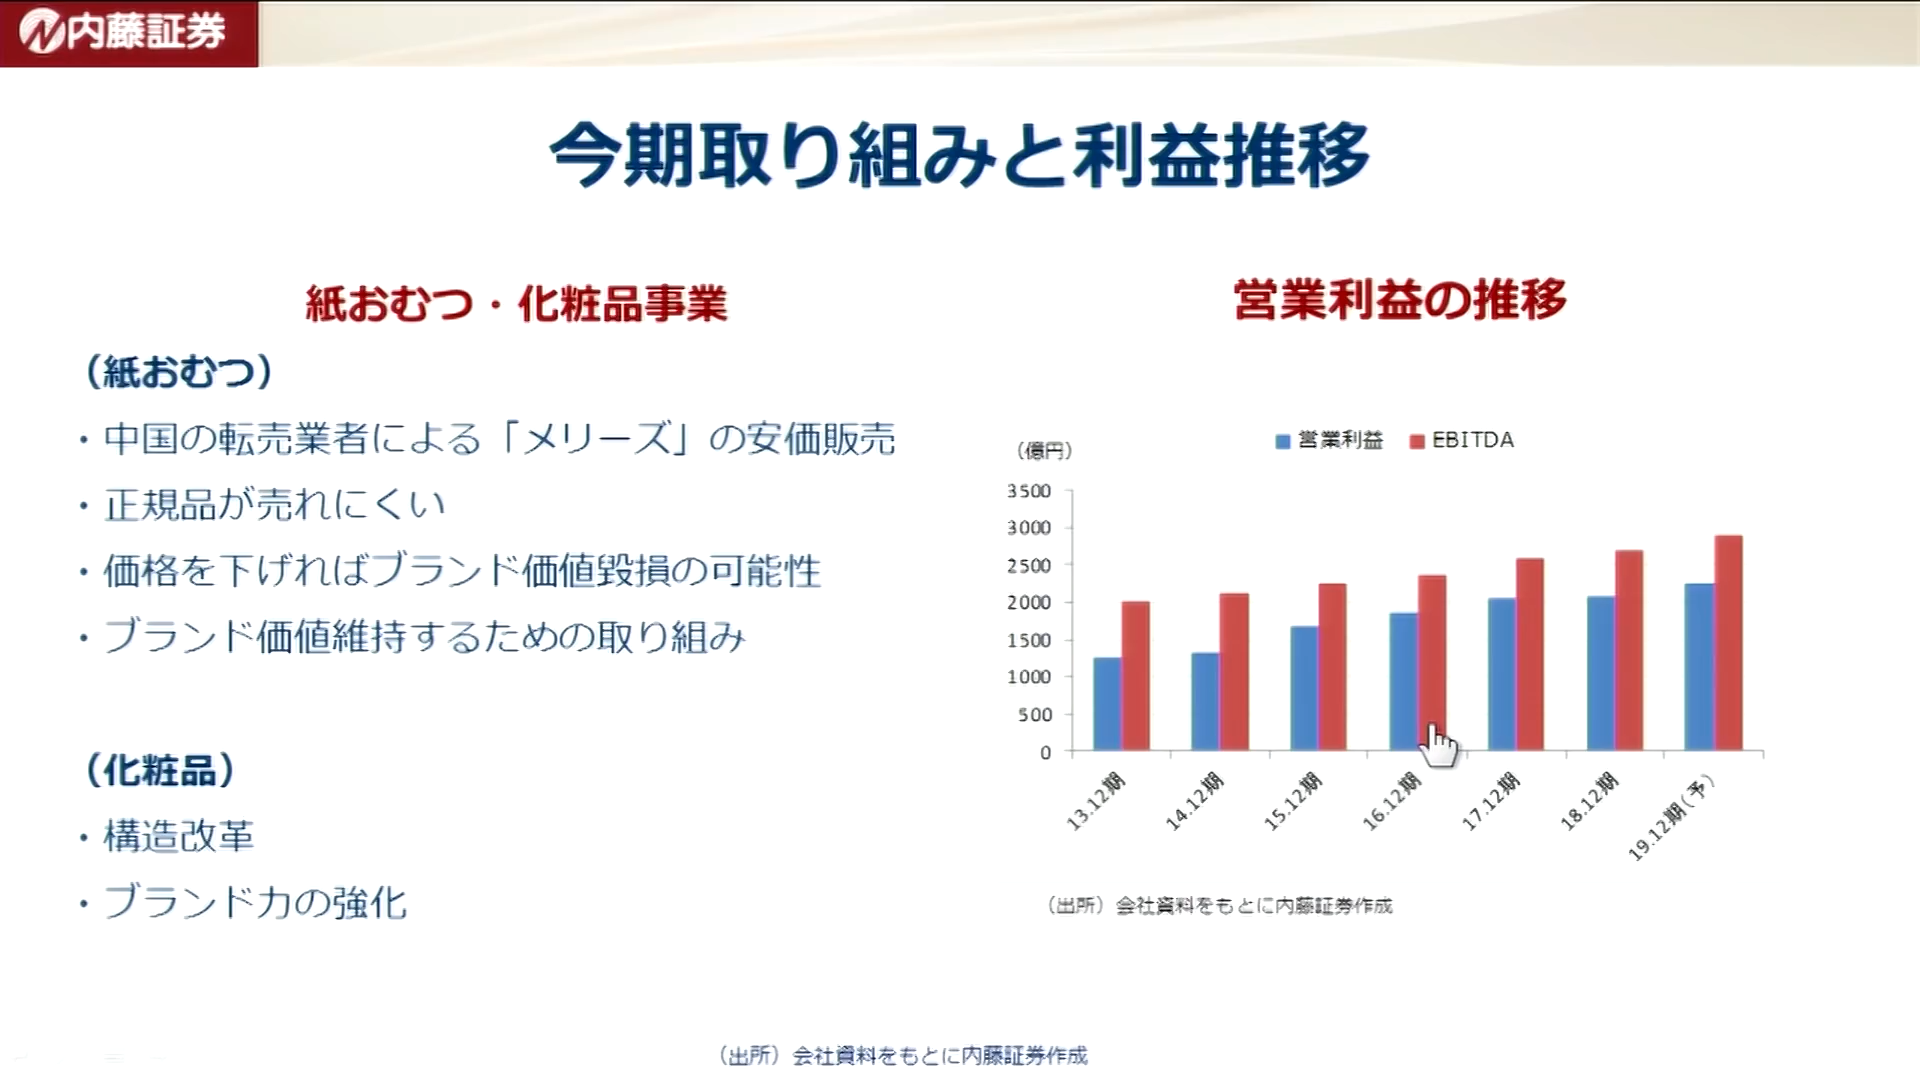 内藤証券
今期取り組みと利益推移
紙おむつ・化粧品事業
（紙おむつ）
・中国の転売業者による「メリーズ」の安価販売
・正規品が売れにくい
・価格を下げればブランド価値毀損の可能性
・ブランド価値維持するための取り組み
（化粧品）
・構造改革
・ブランド力の強化
営業利益の推移
（億円）
営業利益 EBITDA
3500
3000
2500
2000
1500
1000
500
0
13.12期 14.12期 15.12期 16.12期 17.12期 18.12期 19.12期(予)
（出所）会社資料をもとに内藤証券作成
（出所）会社資料をもとに内藤証券作成